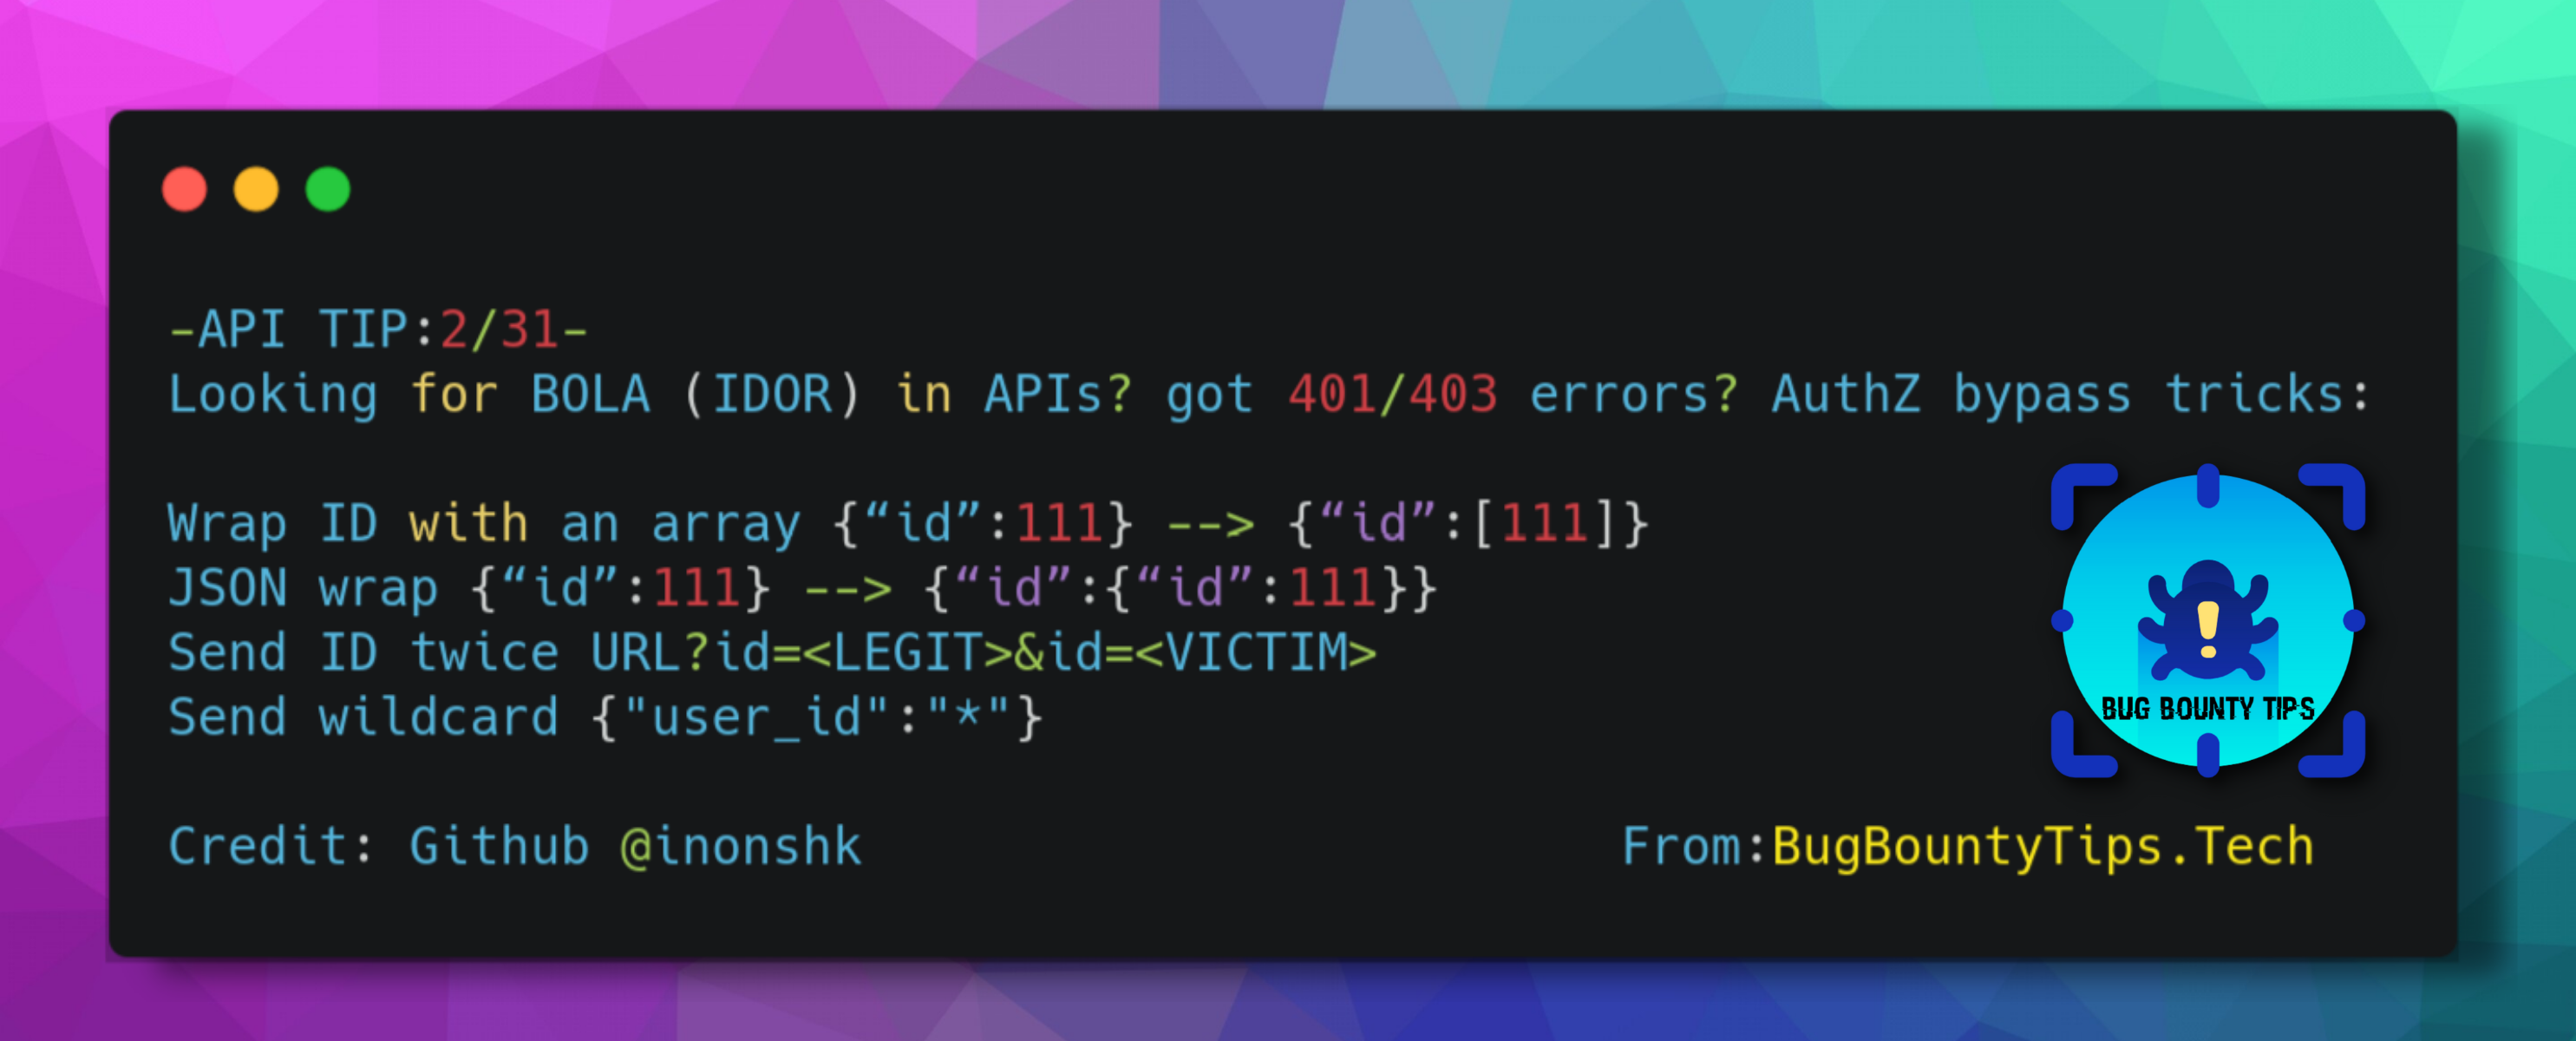 -API TIP:2/31-
Looking for BOLA (IDOR) in APIs? got 401/403 errors? AuthZ bypass tricks:
Wrap ID with an array {“id”:111} --> {“id”:[111]}
JSON wrap {“id”:111} --> {“id”:{“id”:111}}
Send ID twice URL?id=<LEGIT>&id=<VICTIM>
Send wildcard {"user_id":"*"}
BUG BOUNTY TIPS
Credit: Github @inonshk
From:BugBountyTips.Tech